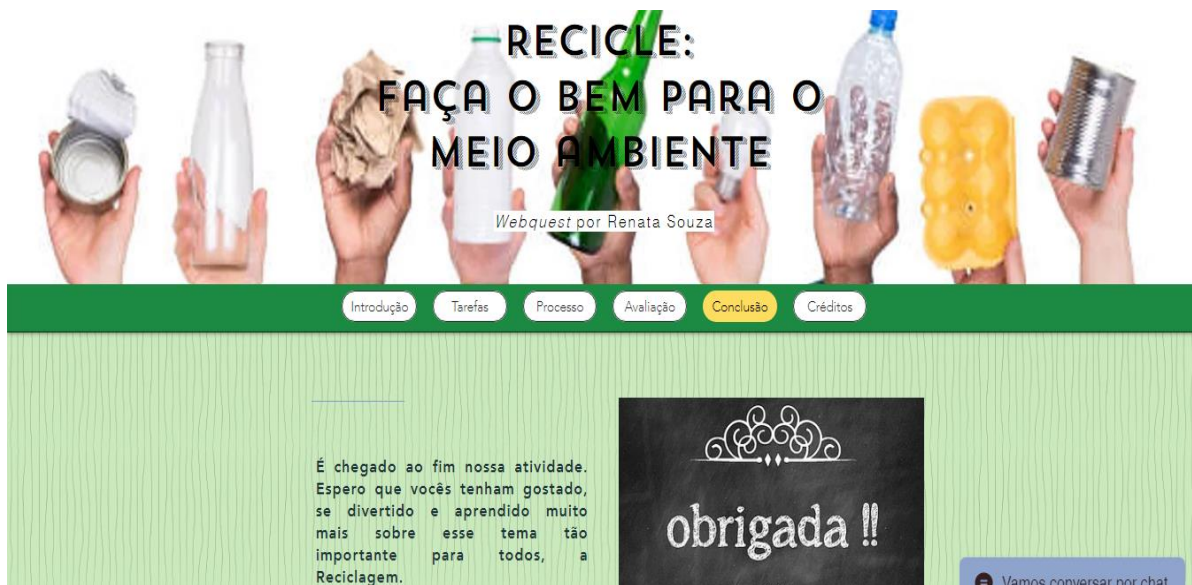 RECICLE:
FAÇA O BEM PARA O
MEIO AMBIENTE
Webquest por Renata Souza
Introdução
Tarefas
Processo
Avaliação
Conclusão
Créditos
É chegado ao fim nossa atividade.
Espero que vocês tenham gostado,
se divertido e aprendido muito
mais sobre esse tema tão
importante para todos, a
Reciclagem.
obrigada !!
Vamos conversar por chat